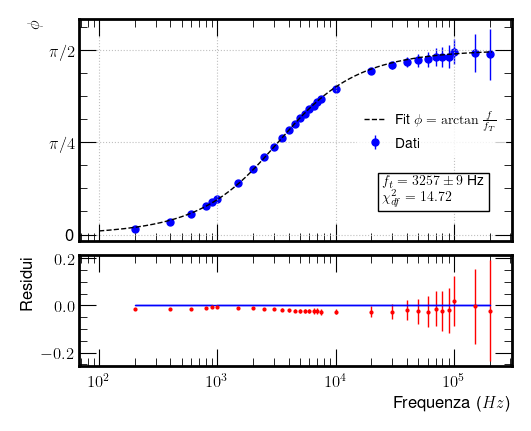 ϕ
π/2
π/4
0
Fit ϕ = arctan f/f_T
Dati
f_t = 3257 ± 9 Hz
χ²_df = 14.72
Residui
0.2
0.0
−0.2
10² 10³ 10⁴ 10⁵
Frequenza (Hz)